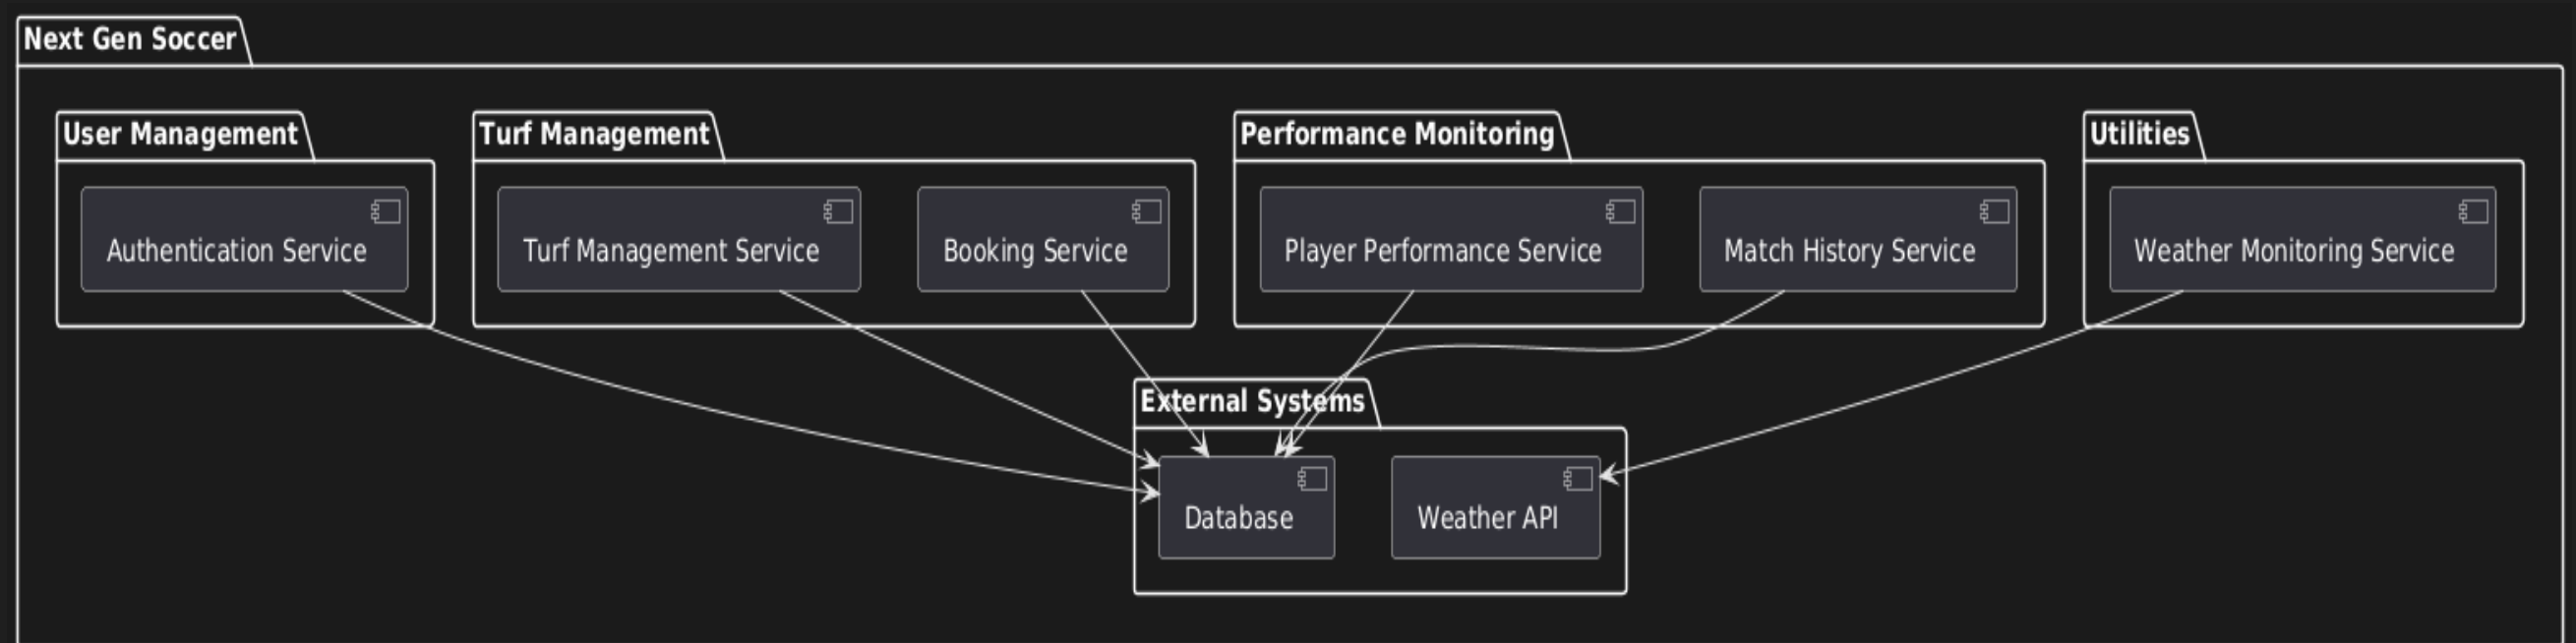 Next Gen Soccer
User Management
Turf Management
Performance Monitoring
Utilities
Authentication Service
Turf Management Service
Booking Service
Player Performance Service
Match History Service
Weather Monitoring Service
External Systems
Database
Weather API